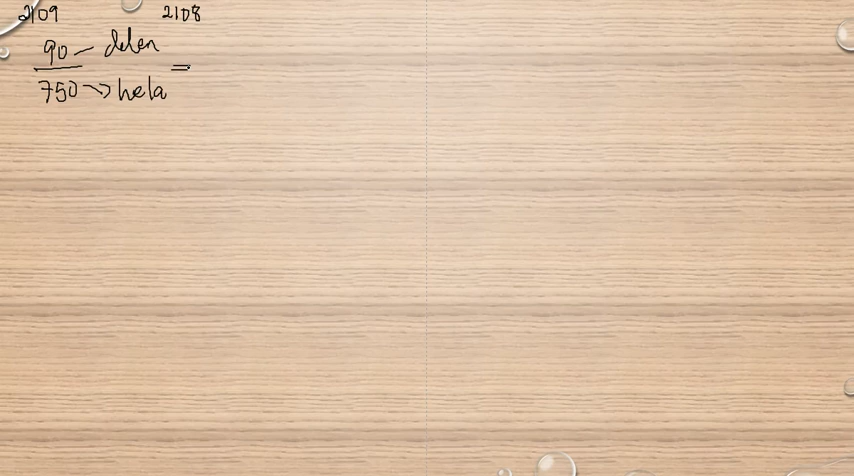 2109 2108
90 – delen
750 → hela =